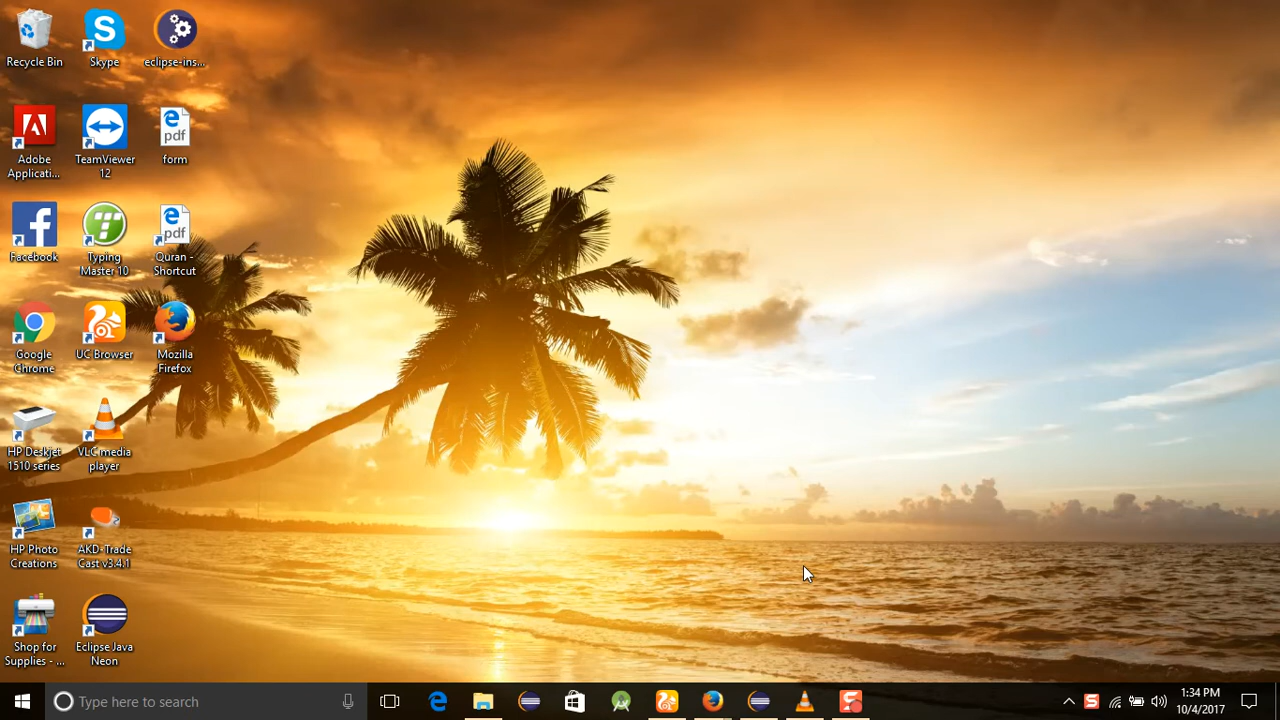 Recycle Bin
Skype
eclipse-ins...
Adobe
Applicati...
TeamViewer
12
pdf
form
Facebook
Typing
Master 10
pdf
Quran -
Shortcut
Google
Chrome
UC Browser
Mozilla
Firefox
HP Deskjet
1510 series
VLC media
player
HP Photo
Creations
AKD-Trade
Cast v3.4.1
Shop for
Supplies - ...
Eclipse Java
Neon
Type here to search
1:34 PM
10/4/2017